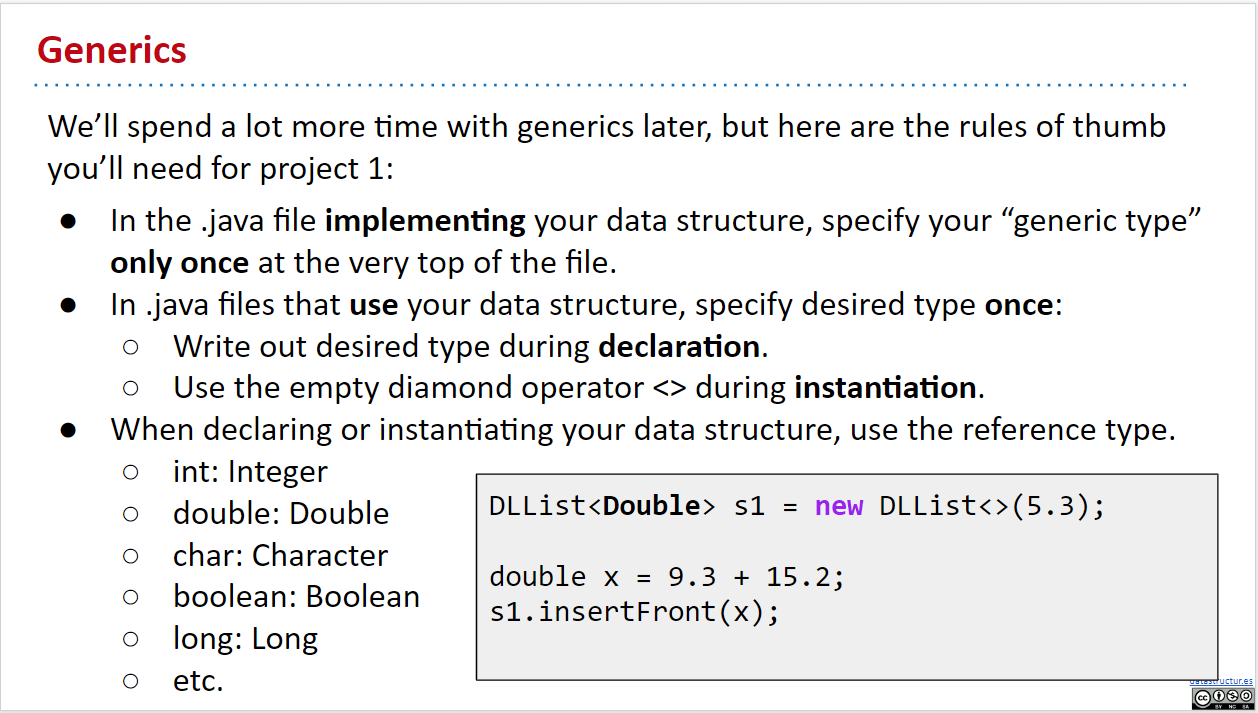 Generics
We’ll spend a lot more time with generics later, but here are the rules of thumb
you’ll need for project 1:
● In the .java file implementing your data structure, specify your “generic type”
only once at the very top of the file.
● In .java files that use your data structure, specify desired type once:
○ Write out desired type during declaration.
○ Use the empty diamond operator <> during instantiation.
● When declaring or instantiating your data structure, use the reference type.
○ int: Integer
○ double: Double
○ char: Character
○ boolean: Boolean
○ long: Long
○ etc.
DLList<Double> s1 = new DLList<>(5.3);
double x = 9.3 + 15.2;
s1.insertFront(x);
datastructur.es
CC BY NC SA